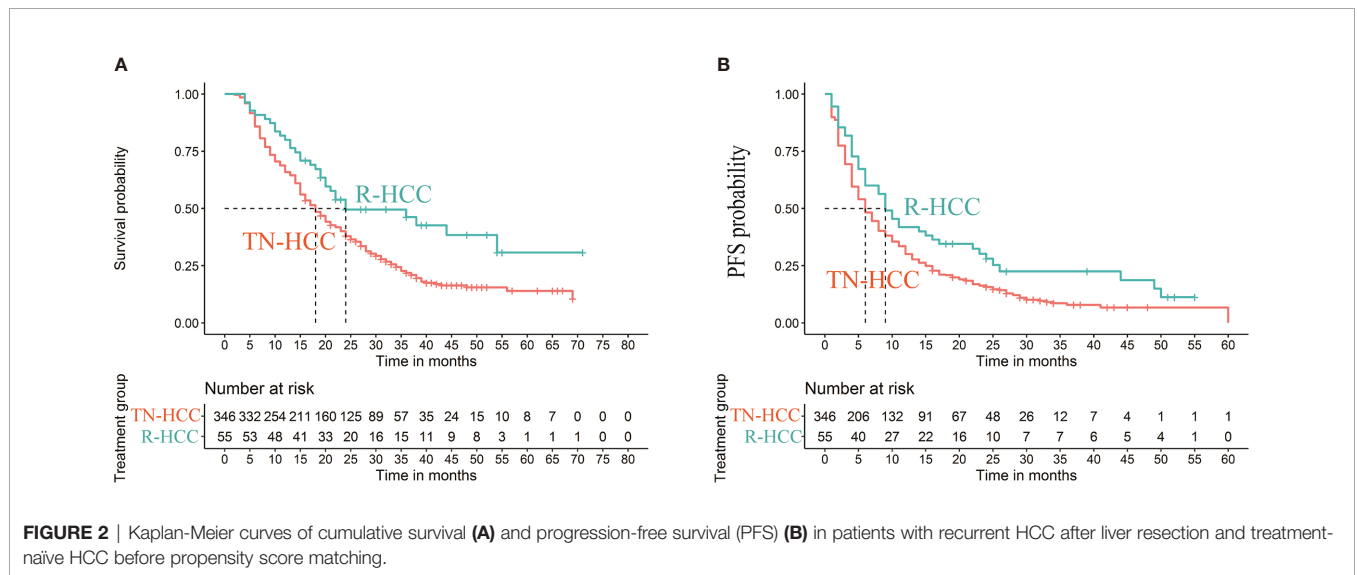 A
Survival probability
1.00
0.75
0.50
0.25
0.00
R-HCC
TN-HCC
0 5 10 15 20 25 30 35 40 45 50 55 60 65 70 75 80
Time in months
Treatment group
Number at risk
TN-HCC 346 332 254 211 160 125 89 57 35 24 15 10 8 7 0 0 0
R-HCC 55 53 48 41 33 20 16 15 11 9 8 3 1 1 1 0 0
0 5 10 15 20 25 30 35 40 45 50 55 60 65 70 75 80
Time in months
B
PFS probability
1.00
0.75
0.50
0.25
0.00
R-HCC
TN-HCC
0 5 10 15 20 25 30 35 40 45 50 55 60
Time in months
Treatment group
Number at risk
TN-HCC 346 206 132 91 67 48 26 12 7 4 1 1 1
R-HCC 55 40 27 22 16 10 7 7 6 5 4 1 0
0 5 10 15 20 25 30 35 40 45 50 55 60
Time in months
FIGURE 2 | Kaplan-Meier curves of cumulative survival (A) and progression-free survival (PFS) (B) in patients with recurrent HCC after liver resection and treatment-
naïve HCC before propensity score matching.